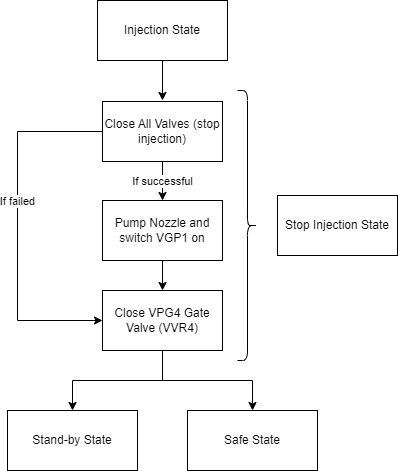 Injection State
Close All Valves (stop
injection)
If successful
If failed
Pump Nozzle and
switch VGP1 on
Stop Injection State
Close VPG4 Gate
Valve (VVR4)
Stand-by State
Safe State